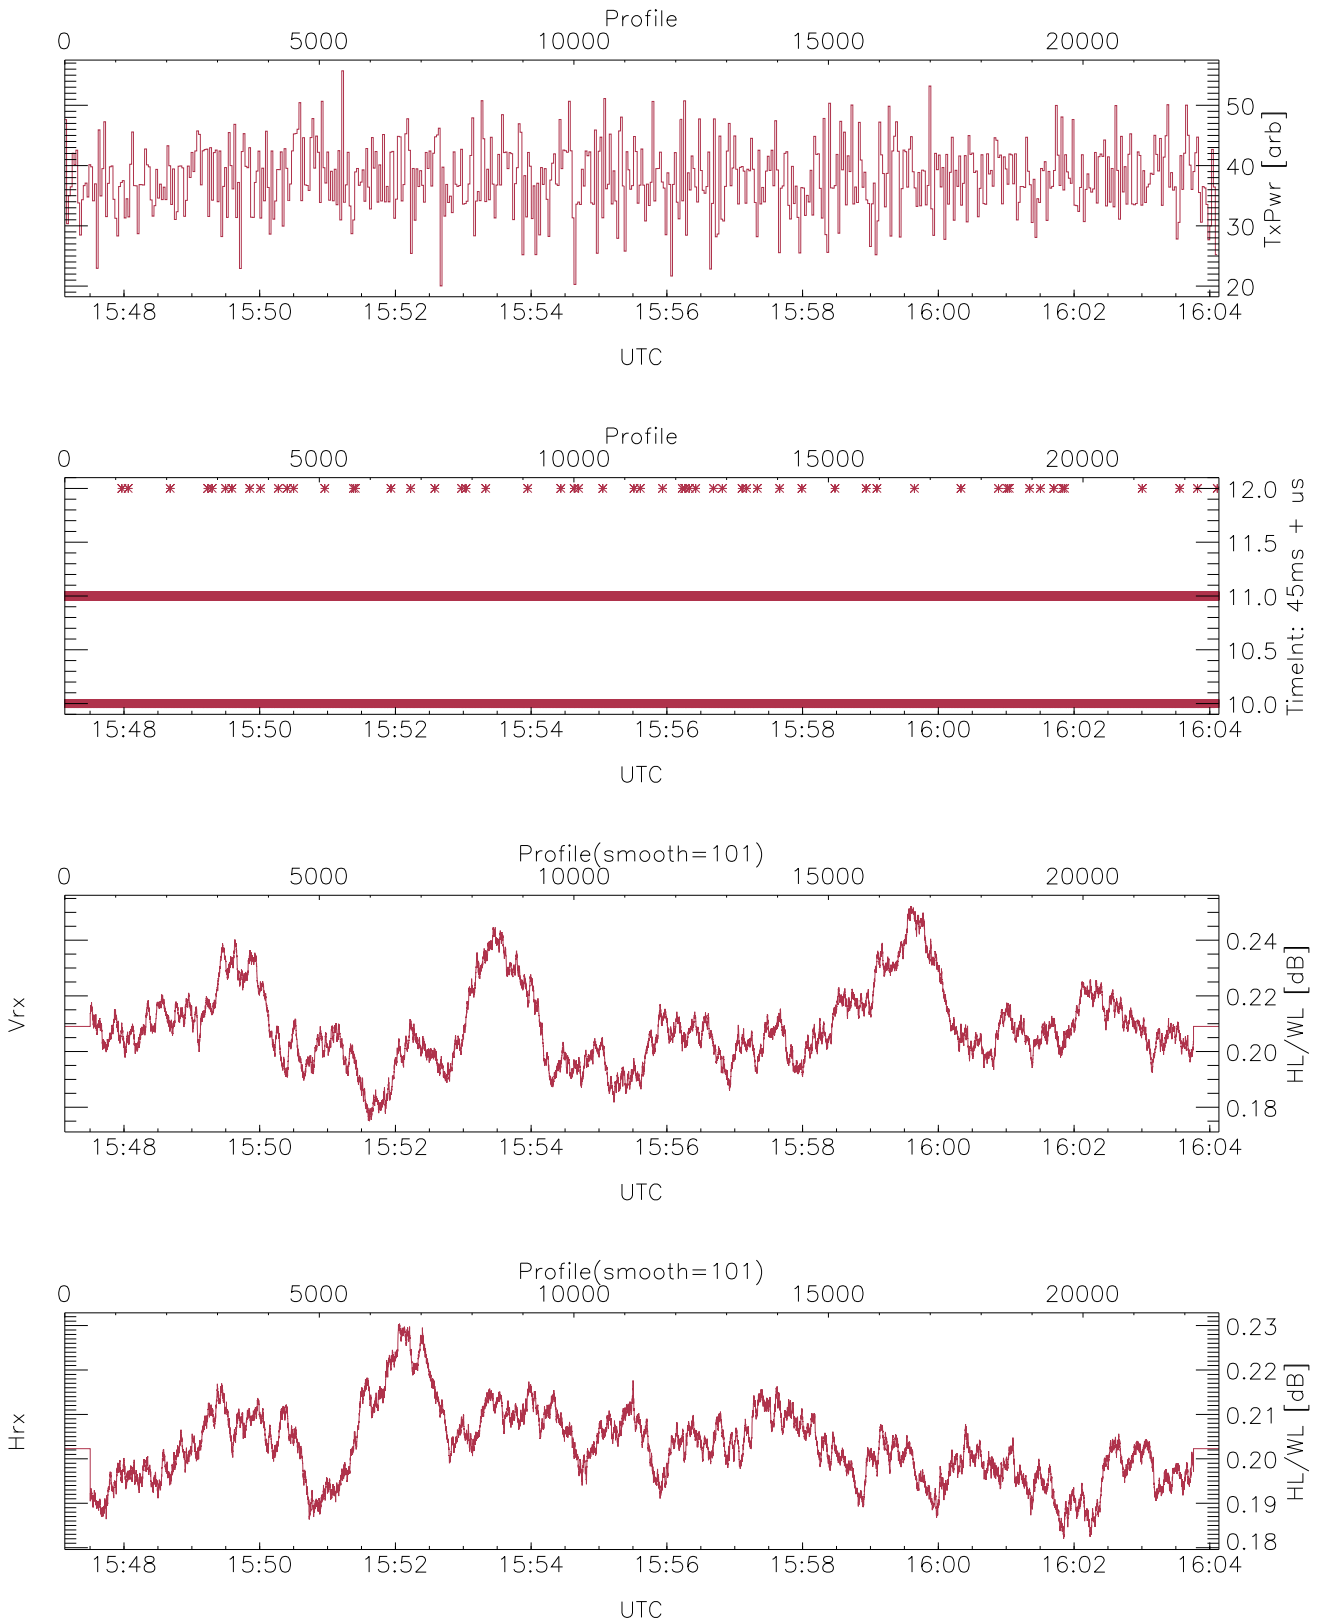 Profile
0 5000 10000 15000 20000
50
40
30
20
TxPwr [arb]
15:48 15:50 15:52 15:54 15:56 15:58 16:00 16:02 16:04
UTC
Profile
0 5000 10000 15000 20000
12.0
11.5
11.0
10.5
10.0
TimeInt: 45ms + us
15:48 15:50 15:52 15:54 15:56 15:58 16:00 16:02 16:04
UTC
Profile(smooth=101)
0 5000 10000 15000 20000
Vrx
0.24
0.22
0.20
0.18
HL/WL [dB]
15:48 15:50 15:52 15:54 15:56 15:58 16:00 16:02 16:04
UTC
Profile(smooth=101)
0 5000 10000 15000 20000
Hrx
0.23
0.22
0.21
0.20
0.19
0.18
HL/WL [dB]
15:48 15:50 15:52 15:54 15:56 15:58 16:00 16:02 16:04
UTC